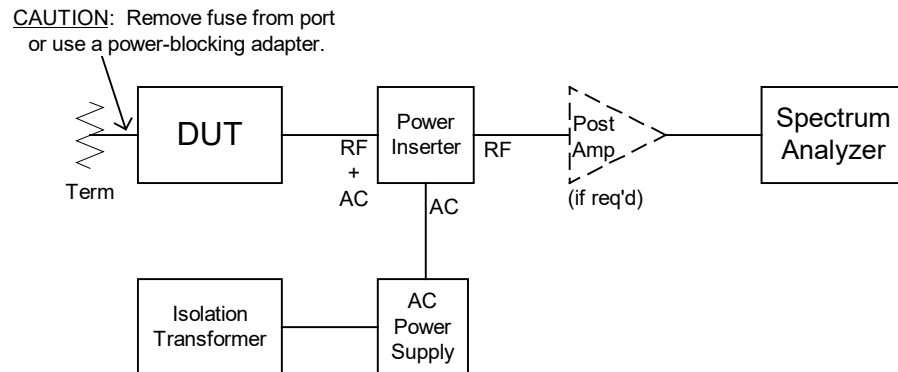 CAUTION: Remove fuse from port
or use a power-blocking adapter.
DUT
Term
RF
+
AC
Power
Inserter
RF
AC
Post
Amp
(if req'd)
Spectrum
Analyzer
Isolation
Transformer
AC
Power
Supply